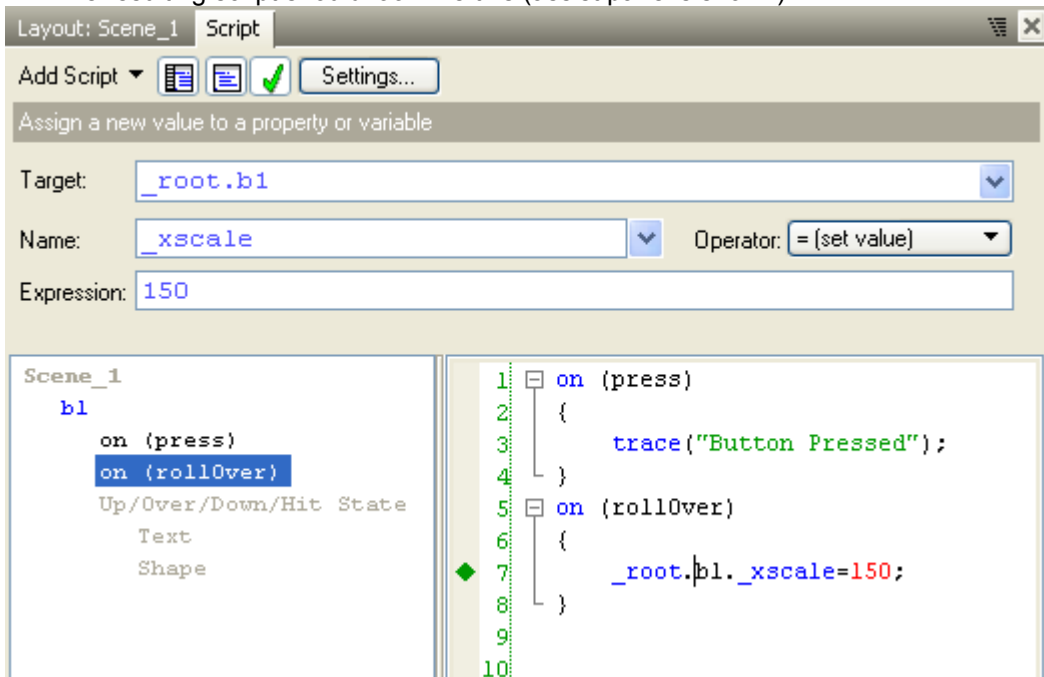 Layout: Scene_1 Script
Add Script Settings...
Assign a new value to a property or variable
Target: _root.b1
Name: _xscale Operator: = (set value)
Expression: 150
Scene_1
b1
on (press)
on (rollOver)
Up/Over/Down/Hit State
Text
Shape
1 on (press)
2 {
3 trace("Button Pressed");
4 }
5 on (rollOver)
6 {
7 _root.b1._xscale=150;
8 }
9
10